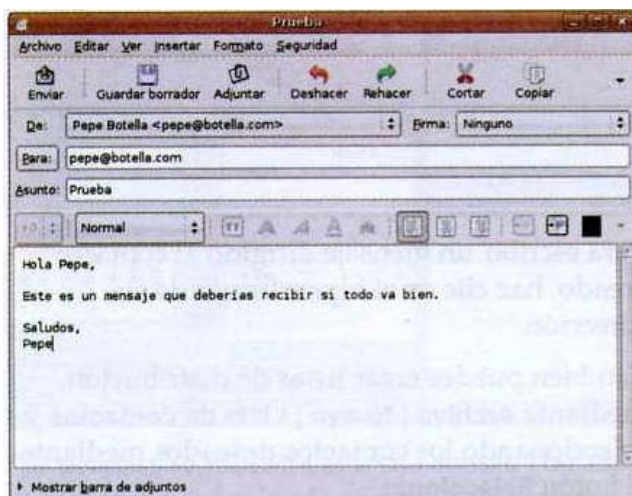 Prueba
Archivo Editar Ver Insertar Formato Seguridad
Enviar Guardar borrador Adjuntar Deshacer Rehacer Cortar Copiar
De: Pepe Botella <pepe@botella.com> Firma: Ninguno
Para: pepe@botella.com
Asunto: Prueba
+0 Normal
Hola Pepe,
Este es un mensaje que deberías recibir si todo va bien.
Saludos,
Pepe
Mostrar barra de adjuntos